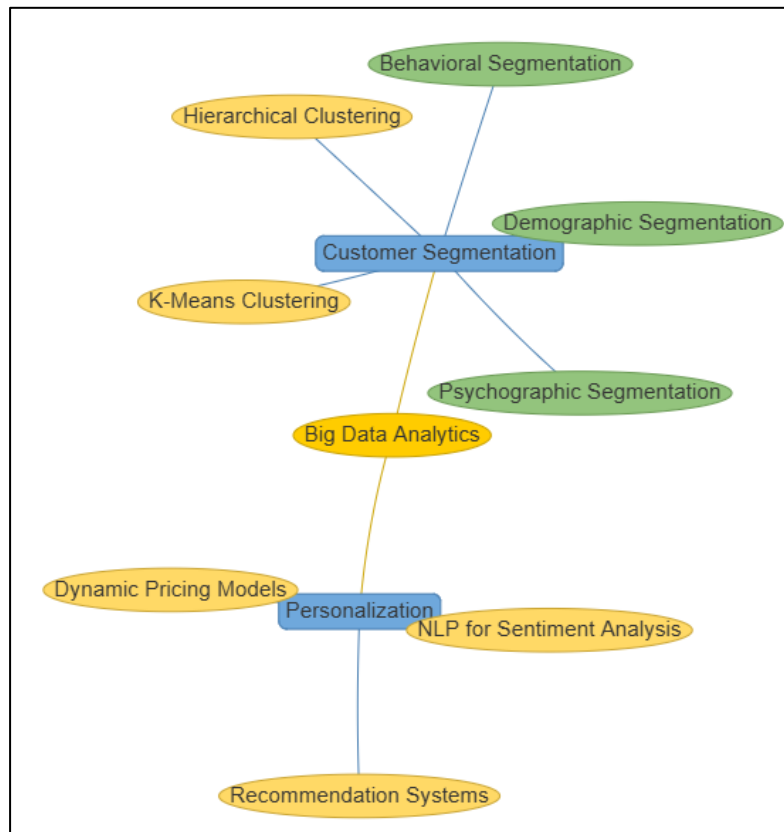 Behavioral Segmentation
Hierarchical Clustering
Demographic Segmentation
Customer Segmentation
K-Means Clustering
Psychographic Segmentation
Big Data Analytics
Dynamic Pricing Models
Personalization
NLP for Sentiment Analysis
Recommendation Systems